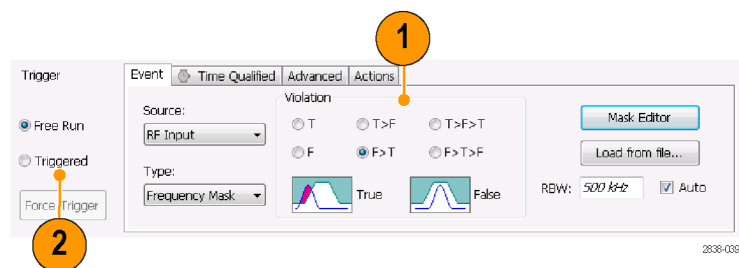 1
Trigger
Event Time Qualified Advanced Actions
Violation
Source:
RF Input
T T>F T>F>T
F F>T F>T>F
Type:
Frequency Mask
True False
Free Run
Triggered
Force Trigger
Mask Editor
Load from file...
RBW: 500 kHz Auto
2
2838-039